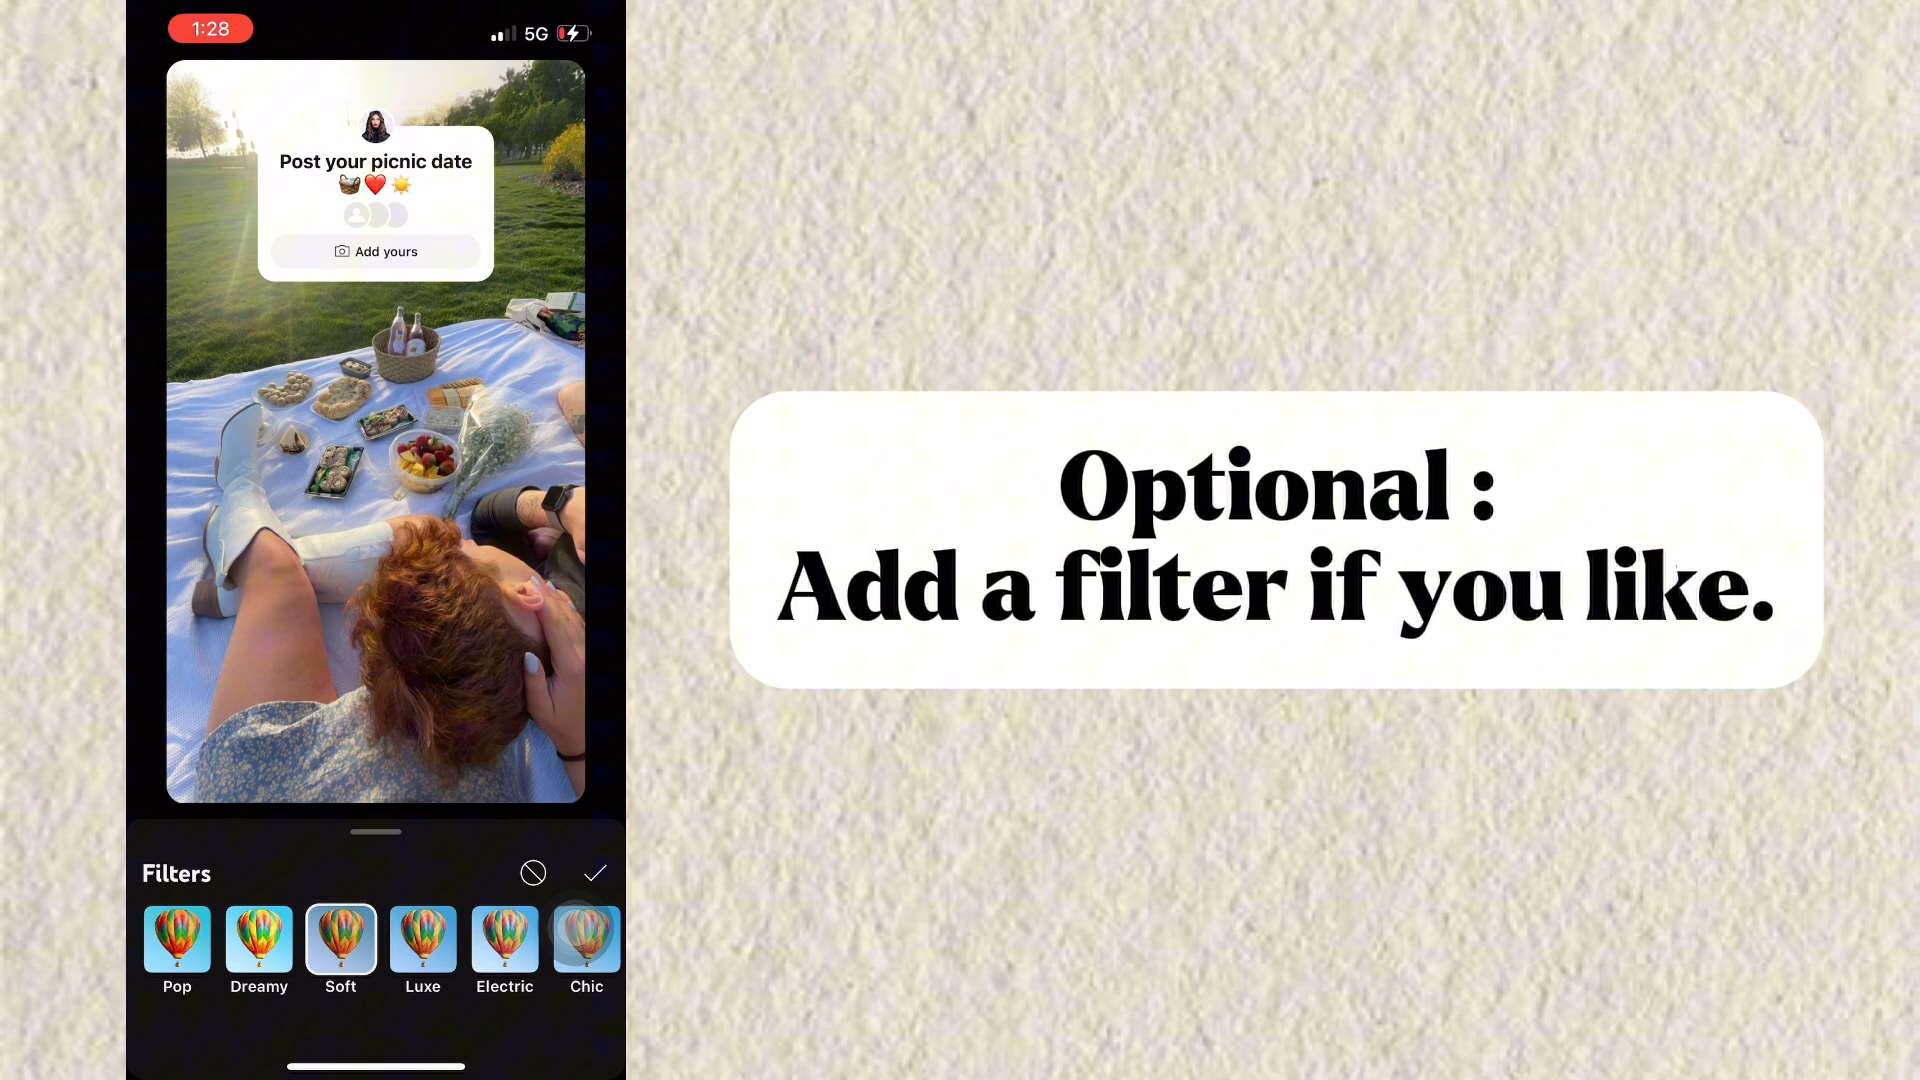 1:28
5G
Post your picnic date
🧺❤️☀️
Add yours
Optional :
Add a filter if you like.
Filters
Pop
Dreamy
Soft
Luxe
Electric
Chic